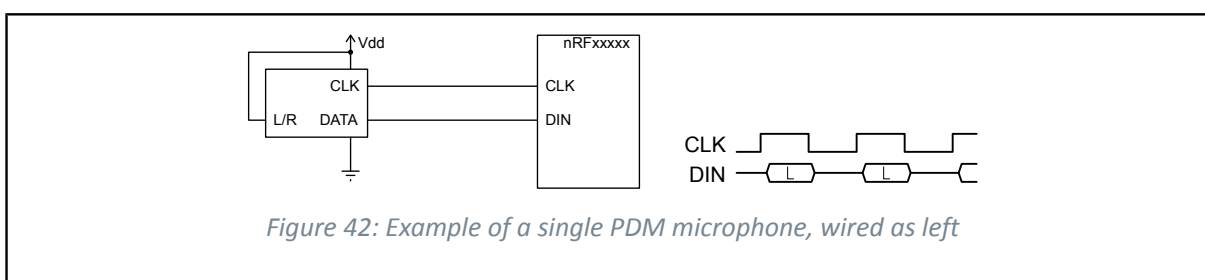 Vdd
nRFxxxxx
CLK
CLK
L/R
DATA
DIN
CLK
DIN
L
L
Figure 42: Example of a single PDM microphone, wired as left